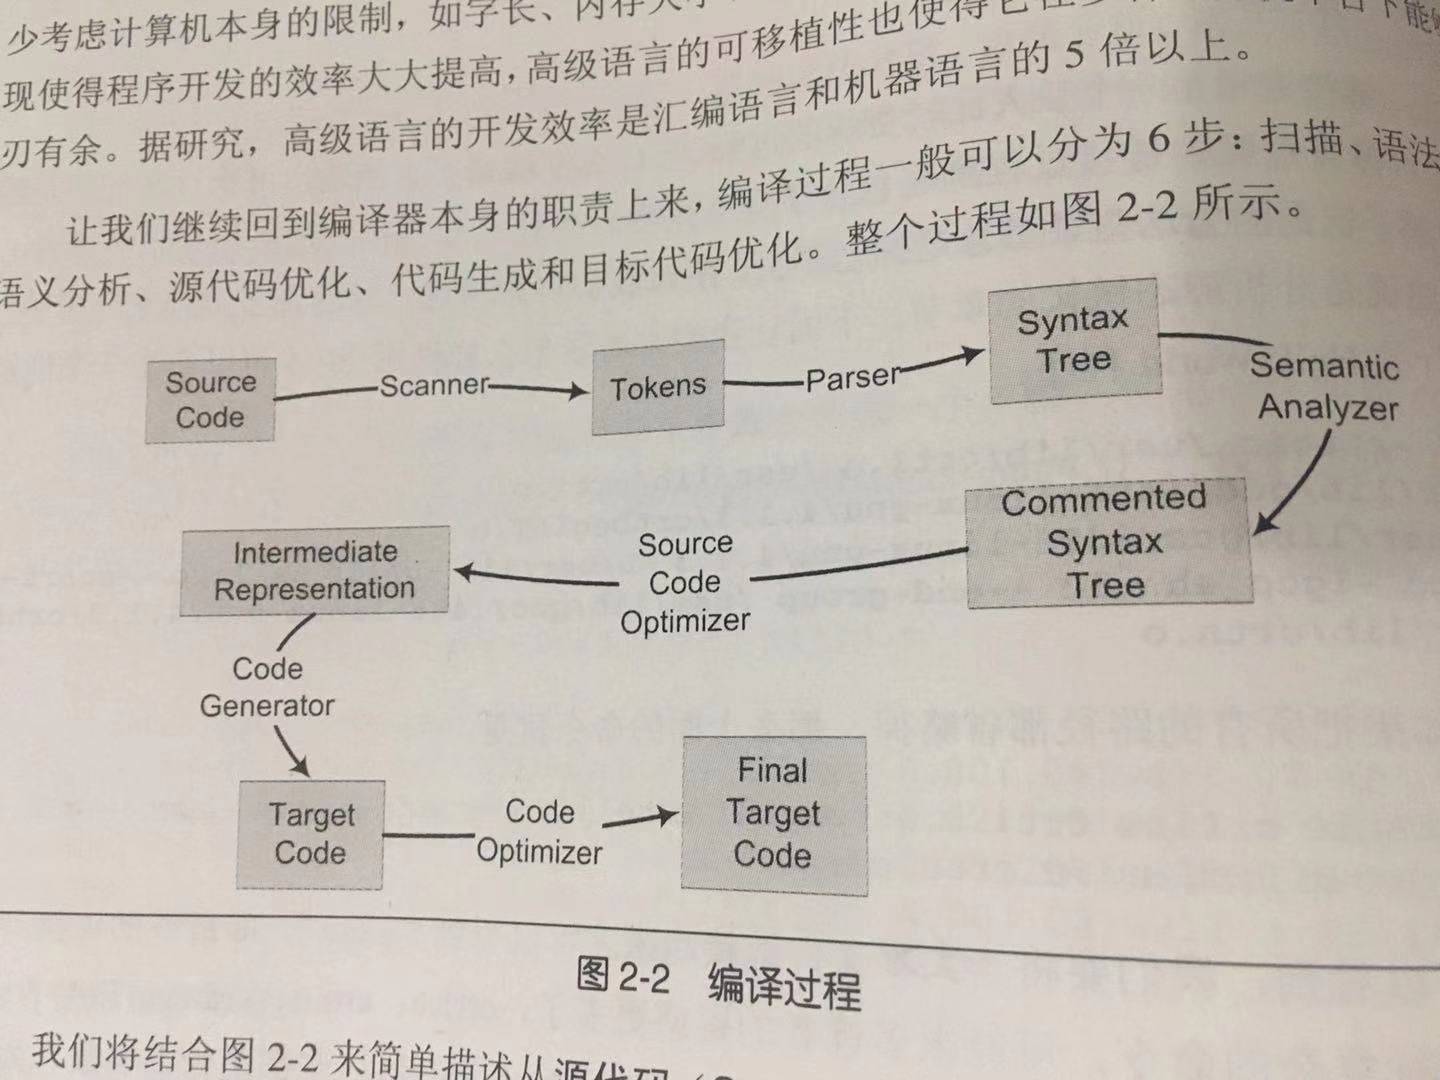 少考虑计算机本身的限制，如字长、内存大小
现使得程序开发的效率大大提高，高级语言的可移植性也使得它在
刃有余。据研究，高级语言的开发效率是汇编语言和机器语言的 5 倍以上。
让我们继续回到编译器本身的职责上来，编译过程一般可以分为 6 步：扫描、语法
语义分析、源代码优化、代码生成和目标代码优化。整个过程如图 2-2 所示。
Source
Code
Scanner
Tokens
Parser
Syntax
Tree
Semantic
Analyzer
Commented
Syntax
Tree
Source
Code
Optimizer
Intermediate
Representation
Code
Generator
Target
Code
Code
Optimizer
Final
Target
Code
图 2-2 编译过程
我们将结合图 2-2 来简单描述从源代码